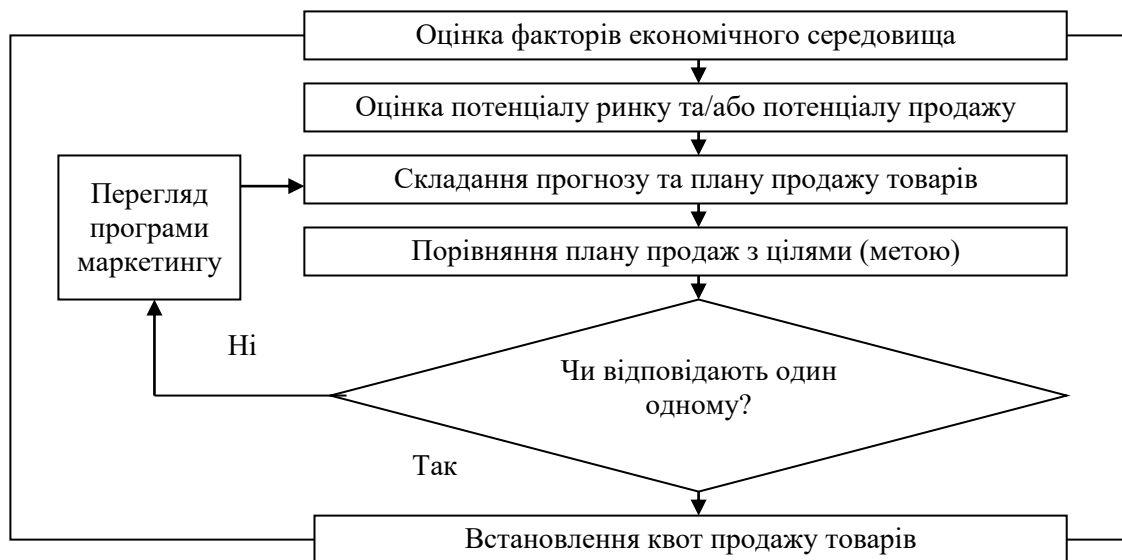 Оцінка факторів економічного середовища
Оцінка потенціалу ринку та/або потенціалу продажу
Складання прогнозу та плану продажу товарів
Перегляд
програми
маркетингу
Порівняння плану продаж з цілями (метою)
Ні
Чи відповідають один
одному?
Так
Встановлення квот продажу товарів